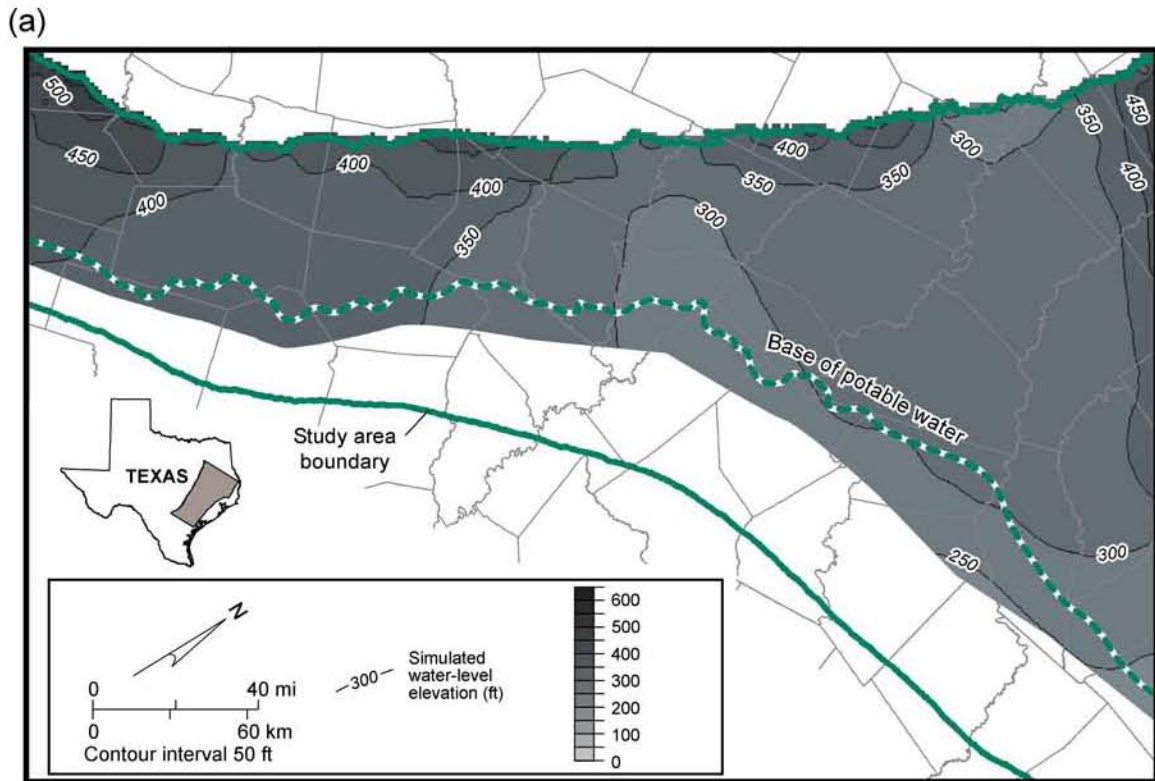 (a)
500
450
400
400
400
350
300
350
400
350
300
350
450
400
Base of potable water
300
250
Study area
boundary
TEXAS
N
0 40 mi
0 60 km
Contour interval 50 ft
300
Simulated
water-level
elevation (ft)
600
500
400
300
200
100
0